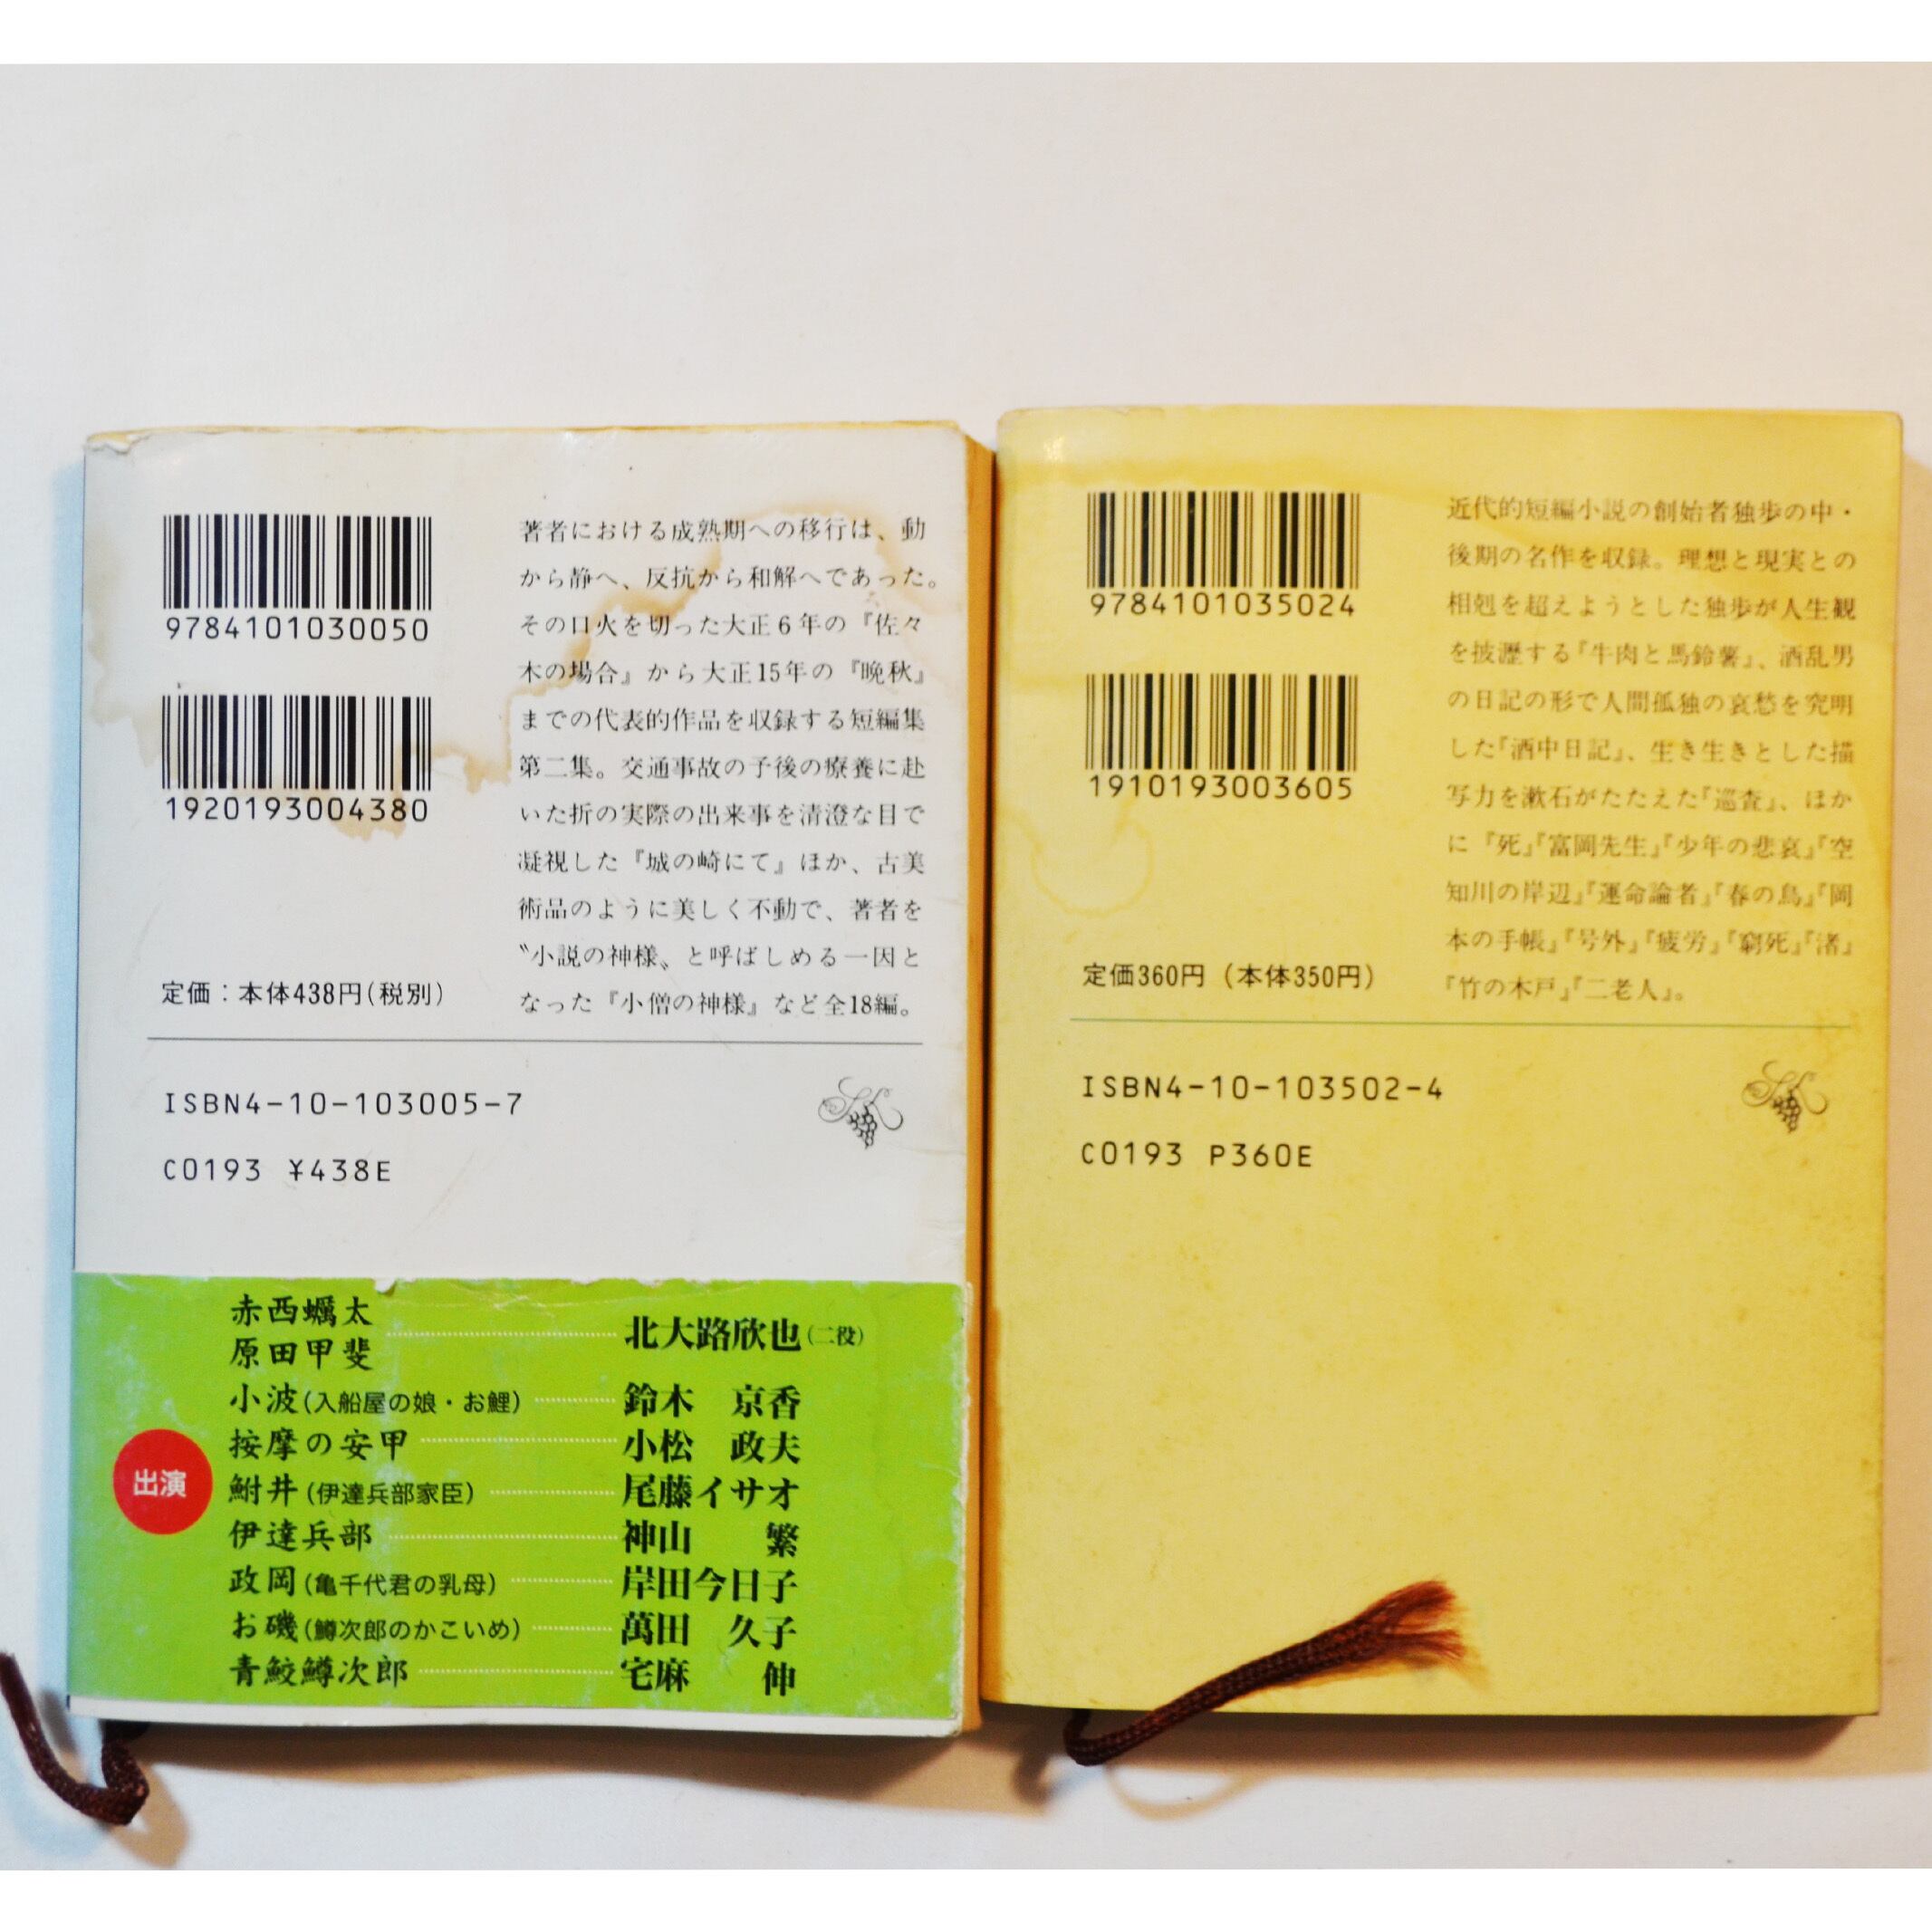 9784101030050
1920193004380
定価：本体438円(税別)
著者における成熟期への移行は、動
から静へ、反抗から和解へであった。
その口火を切った大正6年の『佐々
木の場合』から大正15年の『晩秋』
までの代表的作品を収録する短編集
第二集。交通事故の予後の療養に赴
いた折の実際の出来事を清澄な目で
凝視した『城の崎にて』ほか、古美
術品のように美しく不動で、著者を
〝小説の神様〟と呼ばしめる一因と
なった『小僧の神様』など全18編。
ISBN4-10-103005-7
C0193 ¥438E
出演
赤西蠣太
原田甲斐
北大路欣也(二役)
小波(入船屋の娘・お鯉) 鈴木 京香
按摩の安甲 小松 政夫
鮒井(伊達兵部家臣) 尾藤イサオ
伊達兵部 神山 繁
政岡(亀千代君の乳母) 岸田今日子
お磯(鱒次郎のかこいめ) 萬田 久子
青鮫鱒次郎 宅麻 伸
9784101035024
1910193003605
定価360円(本体350円)
近代的短編小説の創始者独歩の中・
後期の名作を収録。理想と現実との
相剋を超えようとした独歩が人生観
を披瀝する『牛肉と馬鈴薯』、酒乱男
の日記の形で人間孤独の哀愁を究明
した『酒中日記』、生き生きとした描
写力を漱石がたたえた『巡査』、ほか
に『死』『富岡先生』『少年の悲哀』『空
知川の岸辺』『運命論者』『春の鳥』『岡
本の手帳』『号外』『疲労』『窮死』『渚』
『竹の木戸』『二老人』。
ISBN4-10-103502-4
C0193 P360E